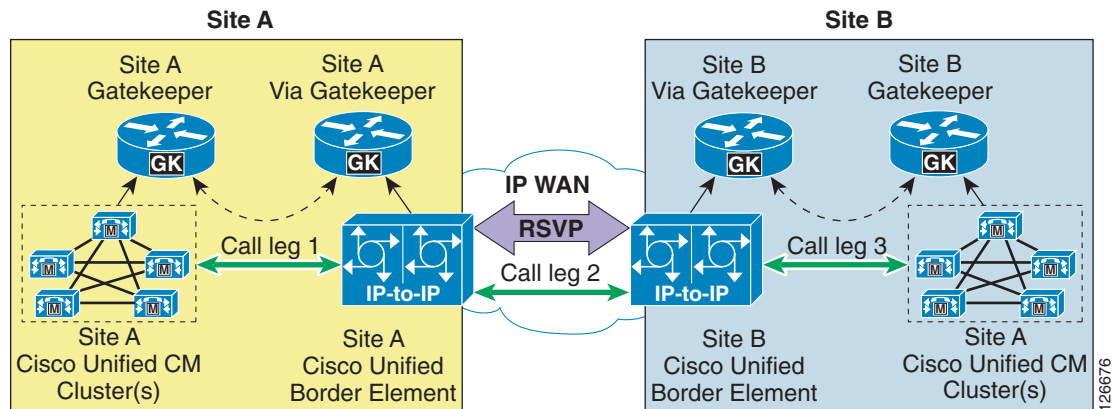 Site A
Site B
Site A
Gatekeeper
Site A
Via Gatekeeper
Site B
Via Gatekeeper
Site B
Gatekeeper
GK
GK
GK
GK
IP WAN
RSVP
M
M
M
M
M
Call leg 1
IP-to-IP
Call leg 2
IP-to-IP
Call leg 3
M
M
M
M
M
Site A
Cisco Unified CM
Cluster(s)
Site A
Cisco Unified
Border Element
Site B
Cisco Unified
Border Element
Site A
Cisco Unified CM
Cluster(s)
126676